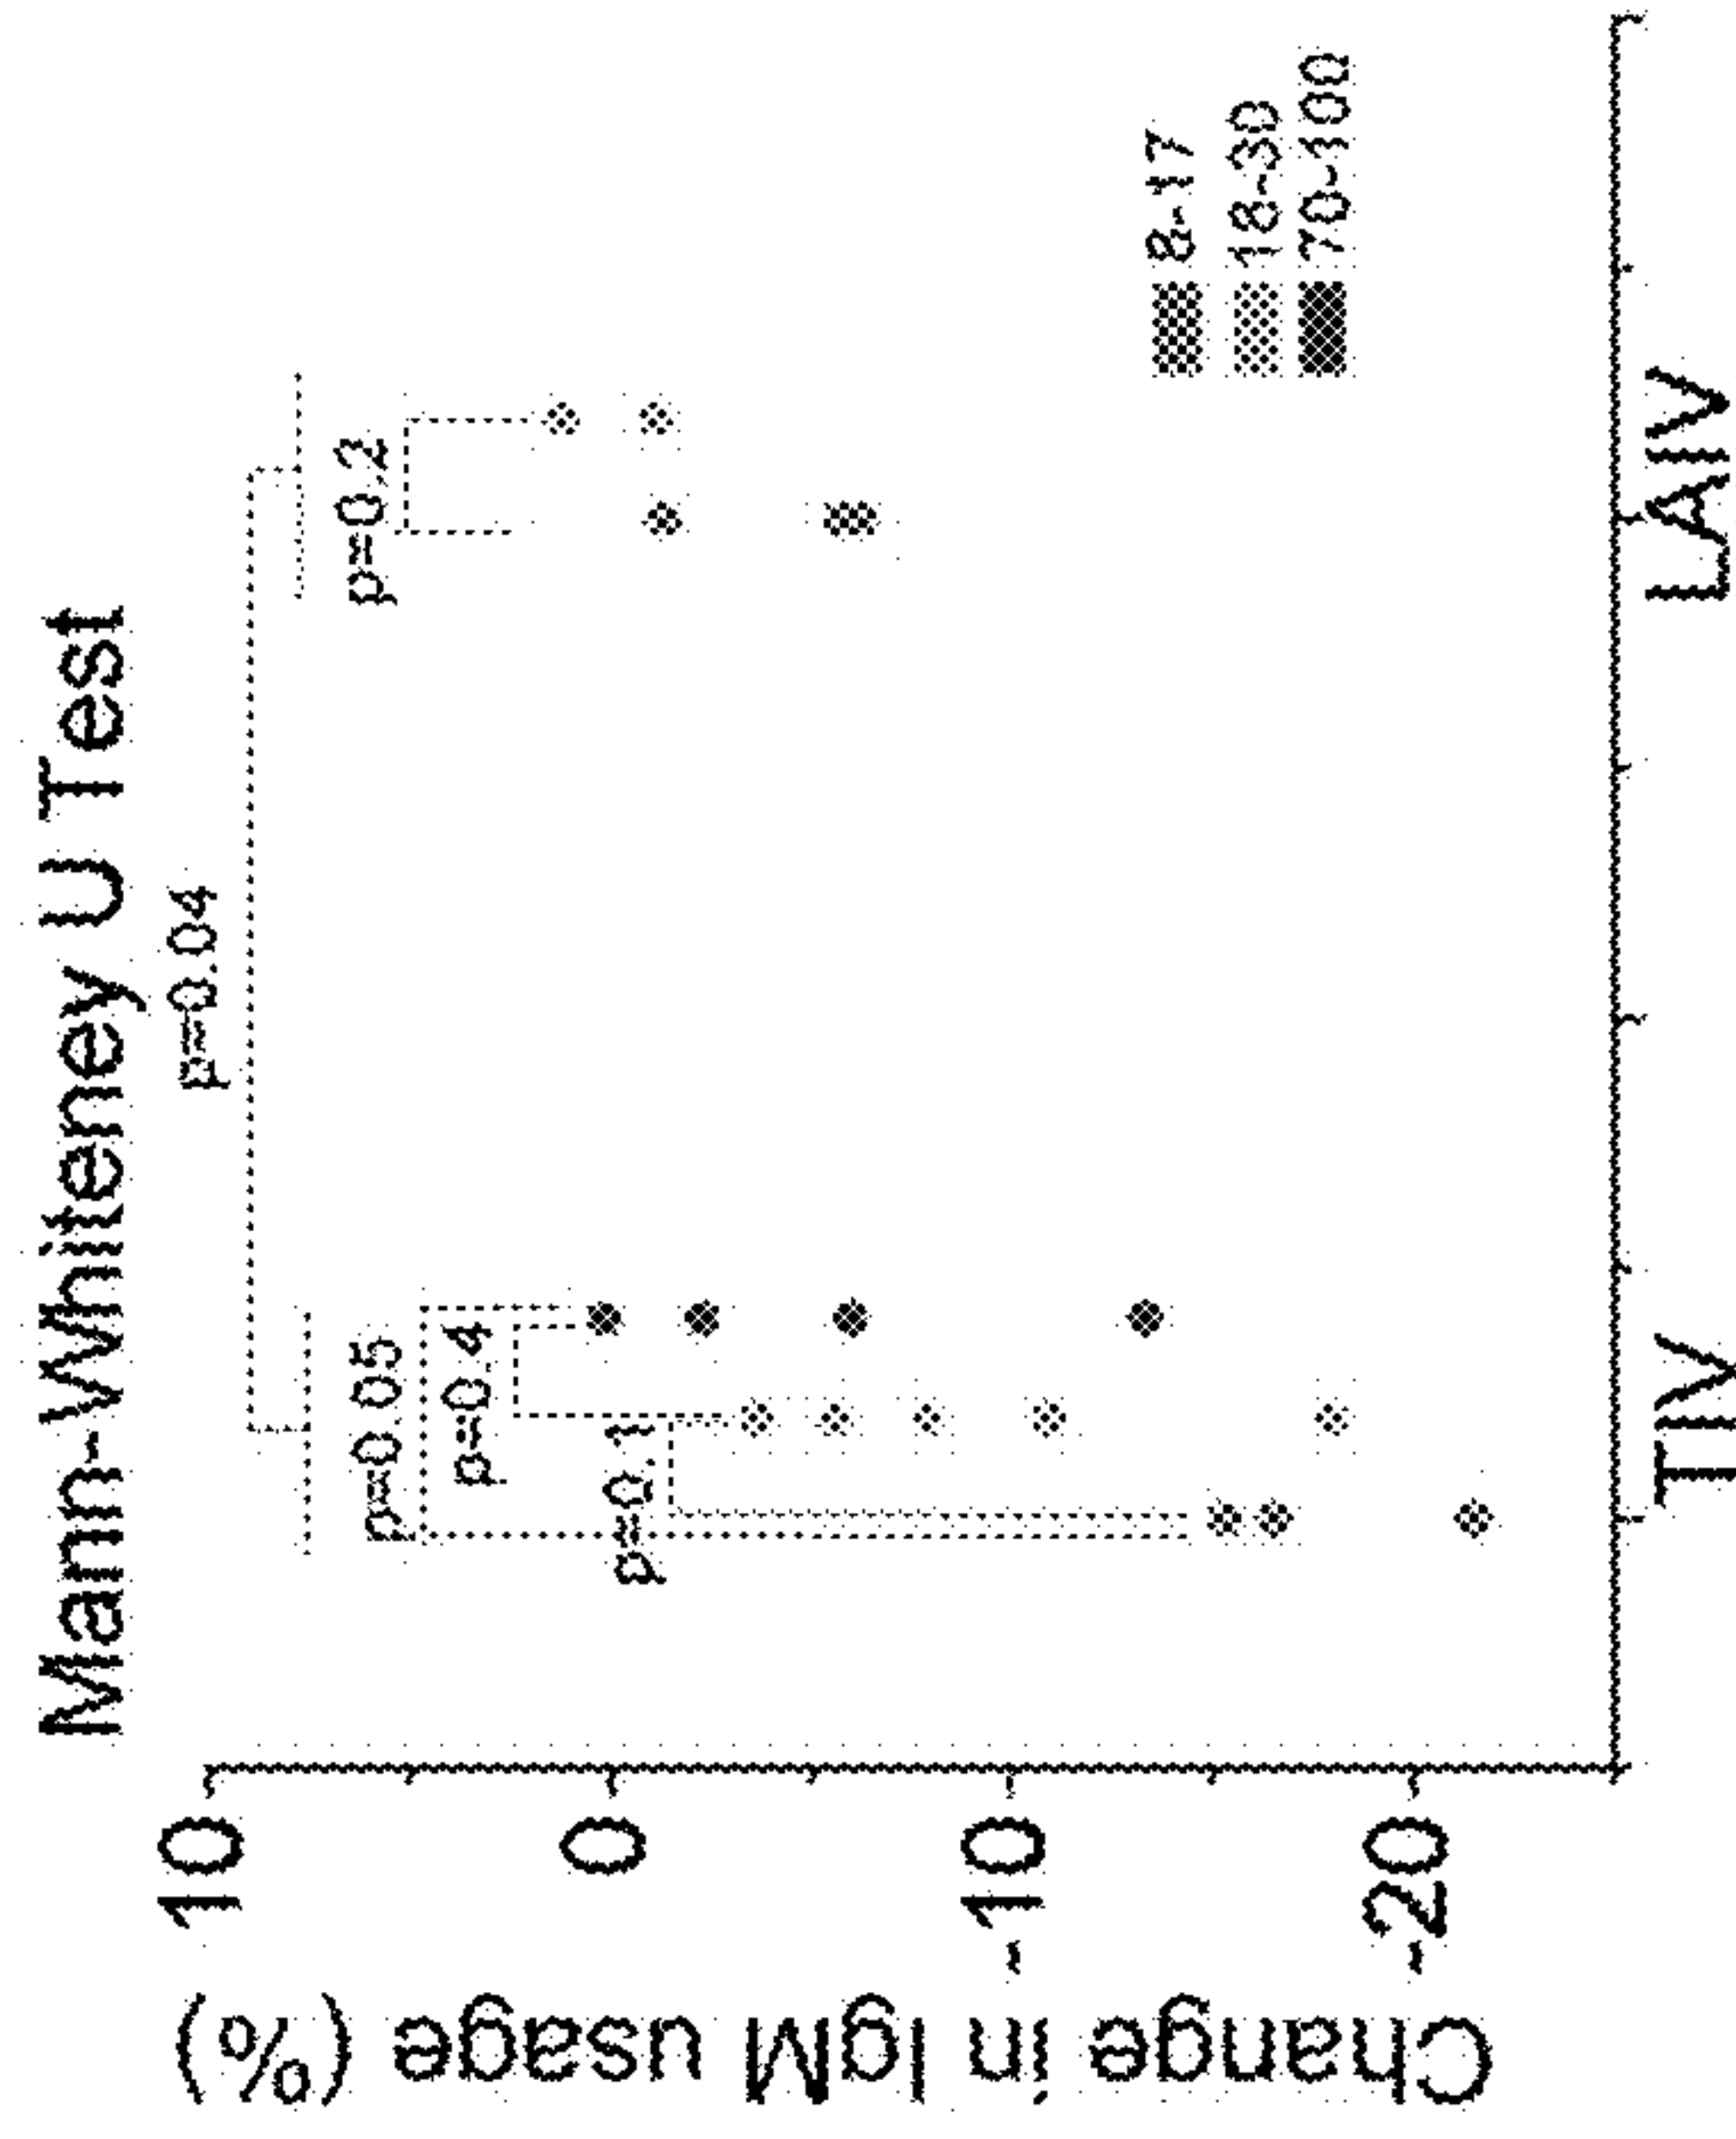 Mann-Whiteney U Test
p=0.04
p=0.05
p=0.4
p=0.1
p=0.2
Change in IgM usage (%)
10
0
-10
-20
8-17
18-30
70-100
TIV
LAIV